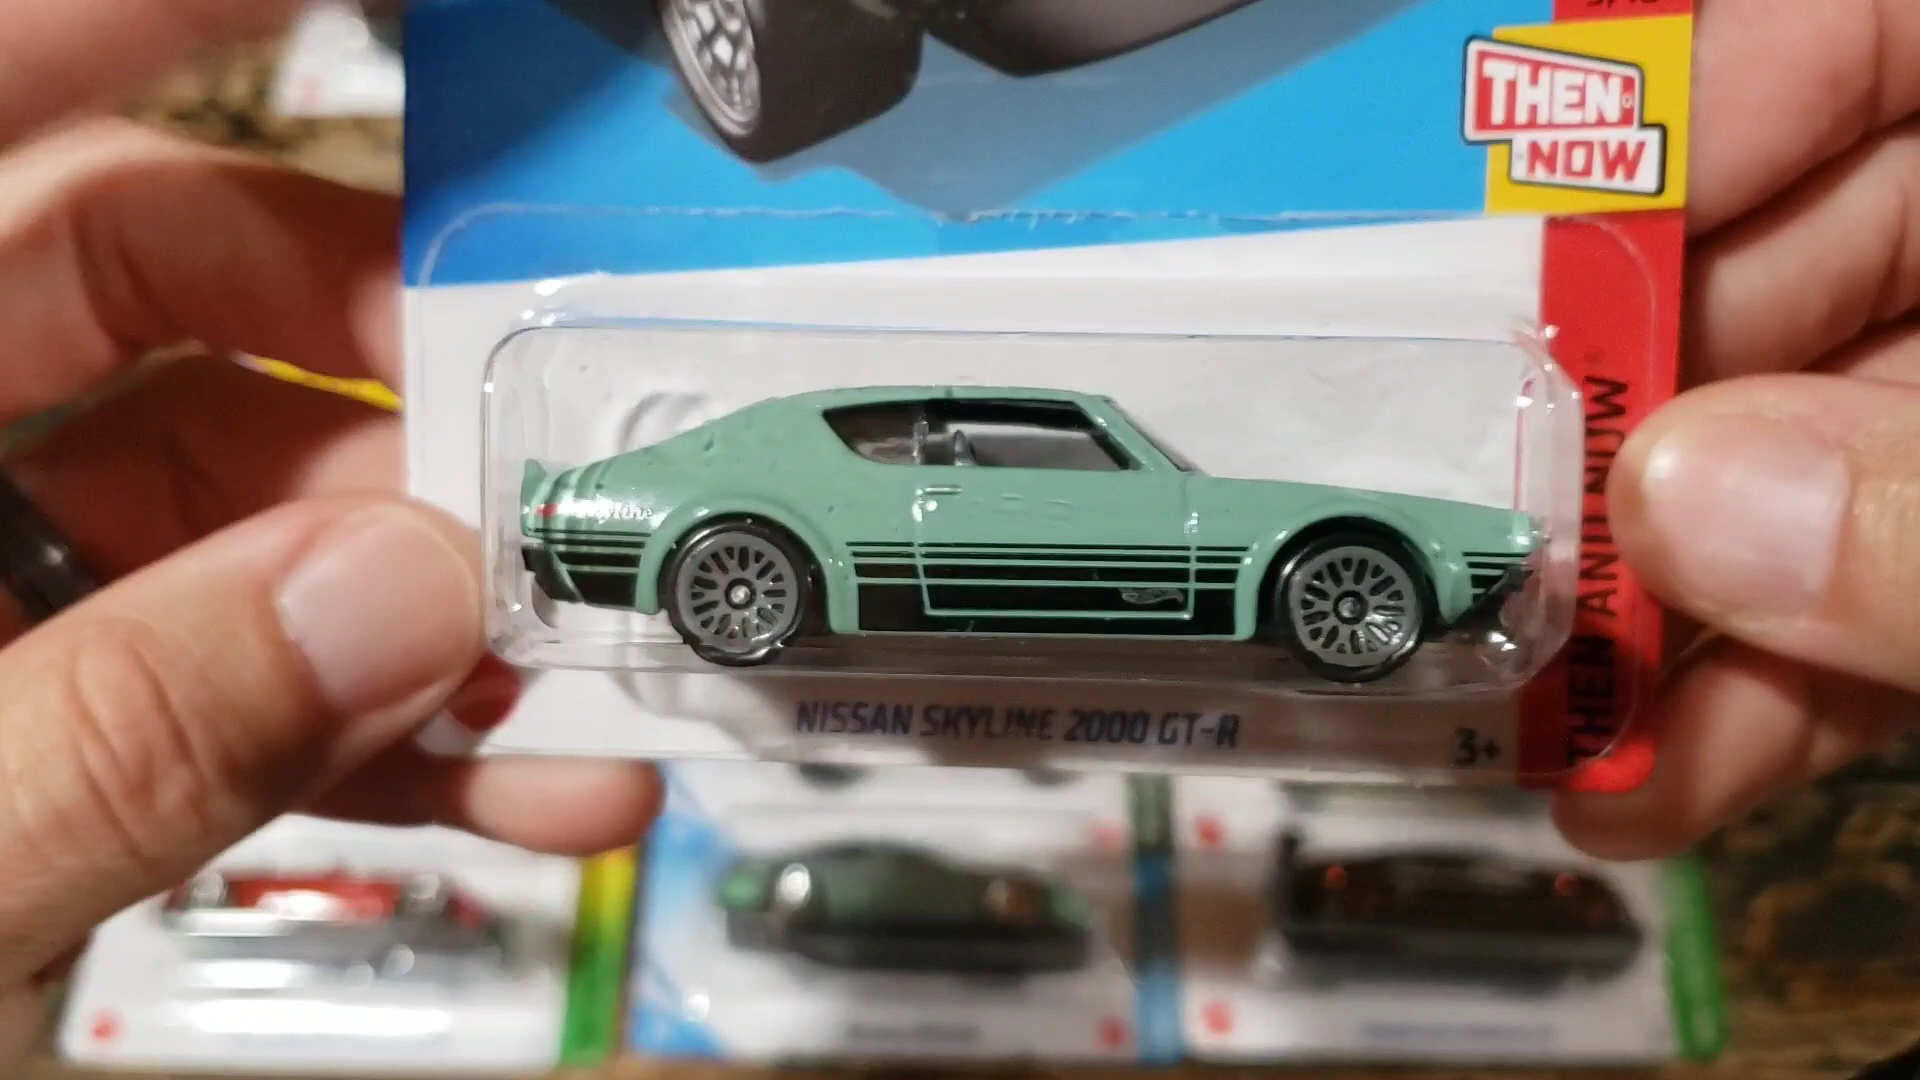 THEN
NOW
THEN AND NOW
Skyline
NISSAN SKYLINE 2000 GT-R
3+